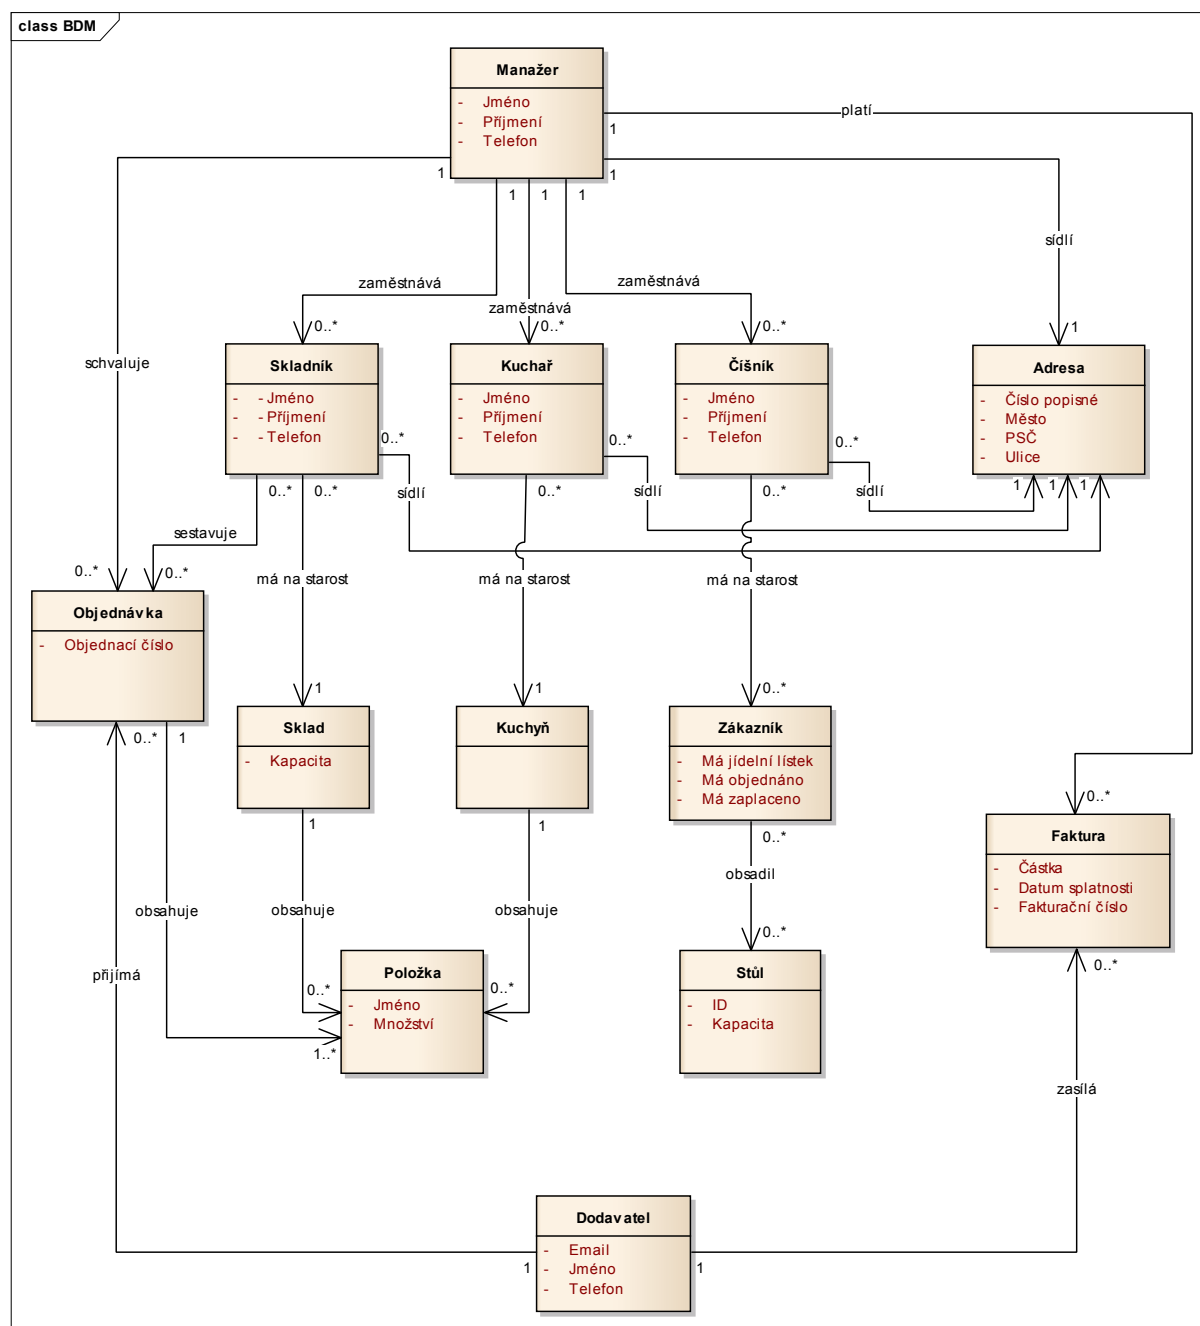 class BDM
Manažer
- Jméno
- Příjmení
- Telefon
platí
1
1
1
1
1
1
sídlí
zaměstnává
zaměstnává
zaměstnává
0..*
0..*
0..*
1
schvaluje
Skladník
- - Jméno
- - Příjmení
- - Telefon
Kuchař
- Jméno
- Příjmení
- Telefon
Číšník
- Jméno
- Příjmení
- Telefon
Adresa
- Číslo popisné
- Město
- PSČ
- Ulice
0..*
0..*
0..*
0..*
0..*
0..*
0..*
sídlí
sídlí
sídlí
1
1
1
sestavuje
0..*
0..*
má na starost
má na starost
má na starost
Objednávka
- Objednací číslo
1
1
0..*
0..*
1
Sklad
- Kapacita
Kuchyň
Zákazník
- Má jídelní lístek
- Má objednáno
- Má zaplaceno
0..*
1
1
0..*
Faktura
- Částka
- Datum splatnosti
- Fakturační číslo
obsadil
obsahuje
obsahuje
obsahuje
0..*
0..*
přijímá
0..*
0..*
1..*
Položka
- Jméno
- Množství
Stůl
- ID
- Kapacita
zasílá
Dodavatel
- Email
- Jméno
- Telefon
1
1